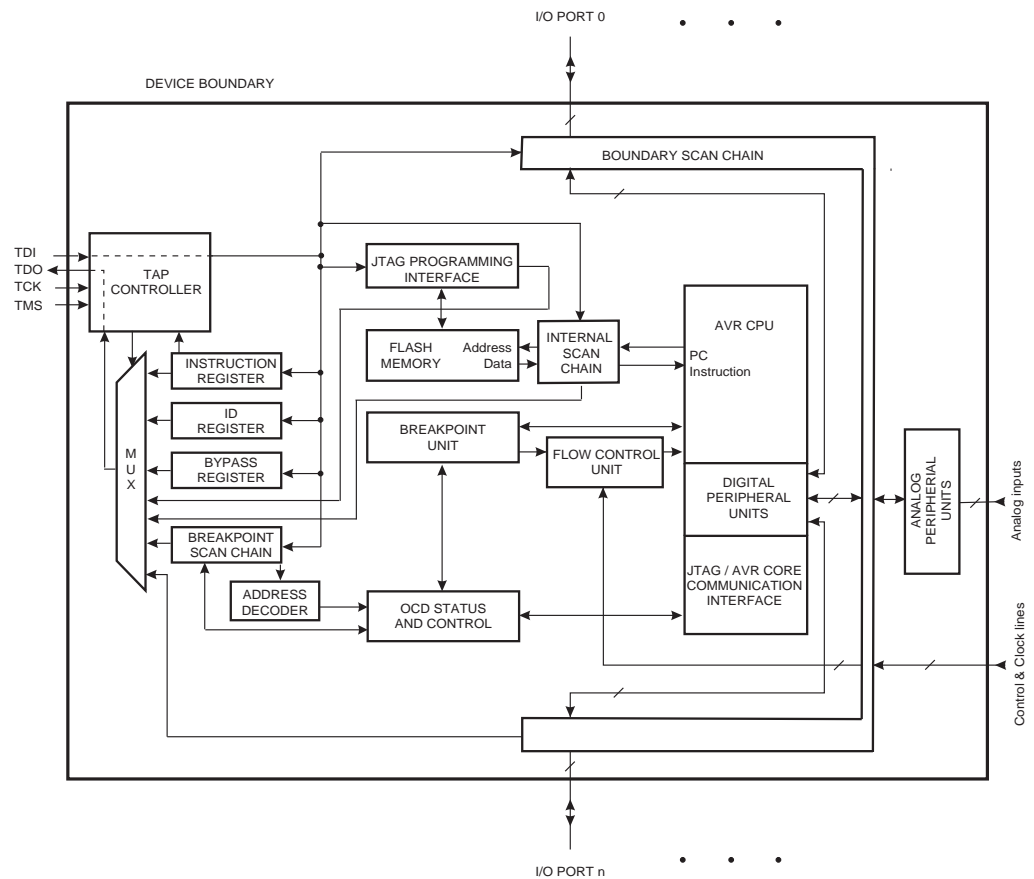 I/O PORT 0
DEVICE BOUNDARY
BOUNDARY SCAN CHAIN
TDI
TDO
TCK
TMS
TAP
CONTROLLER
JTAG PROGRAMMING
INTERFACE
AVR CPU
FLASH
MEMORY
Address
Data
INTERNAL
SCAN
CHAIN
PC
Instruction
INSTRUCTION
REGISTER
ID
REGISTER
BYPASS
REGISTER
MUX
BREAKPOINT
UNIT
FLOW CONTROL
UNIT
DIGITAL
PERIPHERAL
UNITS
ANALOG
PERIPHERIAL
UNITS
Analog inputs
BREAKPOINT
SCAN CHAIN
ADDRESS
DECODER
OCD STATUS
AND CONTROL
JTAG / AVR CORE
COMMUNICATION
INTERFACE
Control & Clock lines
I/O PORT n